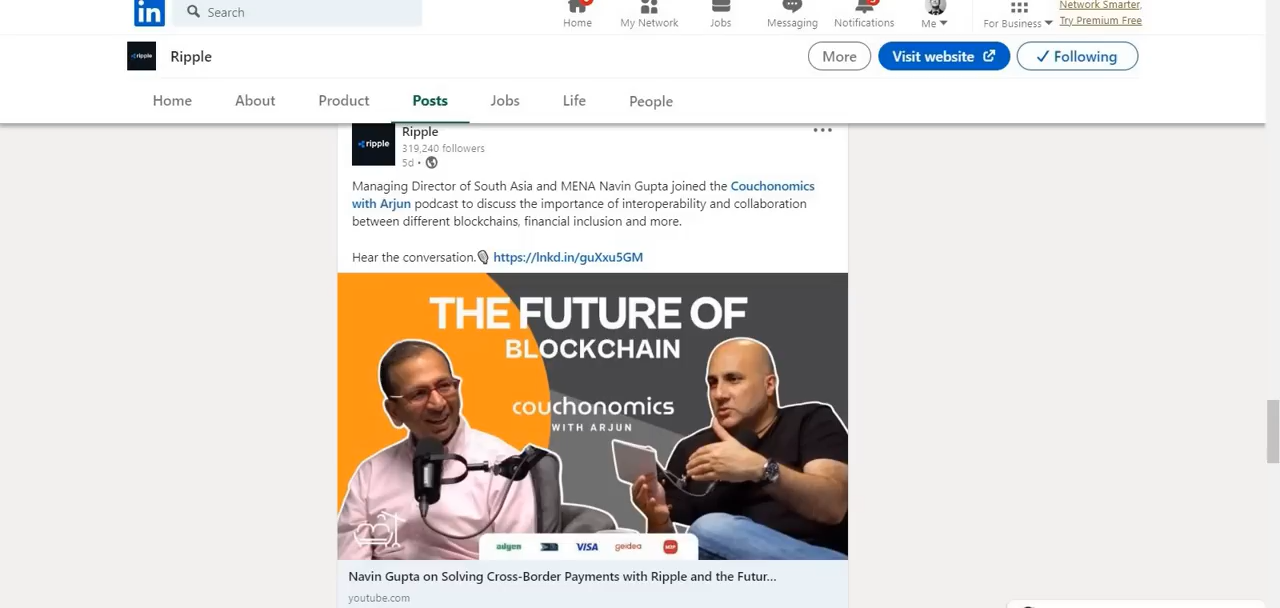 in
Search
Home
My Network
Jobs
Messaging
Notifications
Me
For Business
Network Smarter,
Try Premium Free
ripple
Ripple
More
Visit website
Following
Home
About
Product
Posts
Jobs
Life
People
ripple
Ripple
319,240 followers
5d •
Managing Director of South Asia and MENA Navin Gupta joined the Couchonomics
with Arjun podcast to discuss the importance of interoperability and collaboration
between different blockchains, financial inclusion and more.
Hear the conversation. https://lnkd.in/guXxu5GM
THE FUTURE OF
BLOCKCHAIN
couchonomics
WITH ARJUN
adyen
VISA
geidea
Navin Gupta on Solving Cross-Border Payments with Ripple and the Futur...
youtube.com